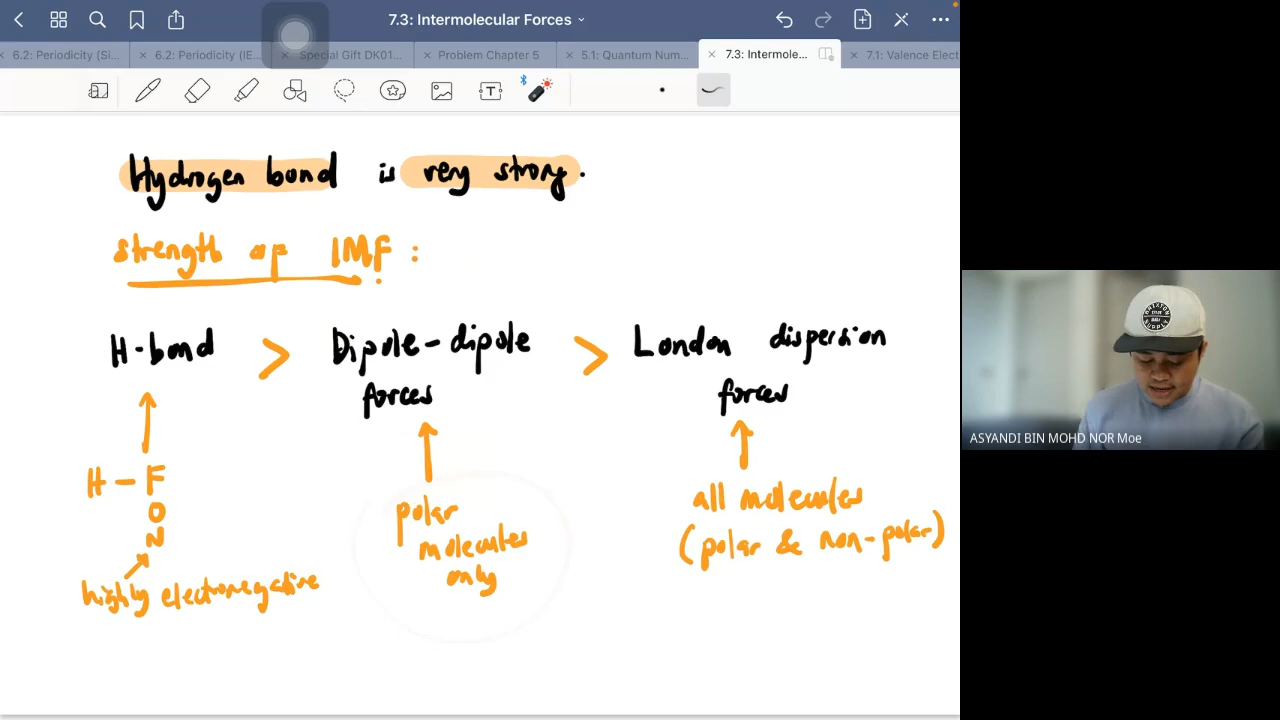 7.3: Intermolecular Forces
6.2: Periodicity (Si...
6.2: Periodicity (IE...
Special Gift DK01...
Problem Chapter 5
5.1: Quantum Num...
7.3: Intermole...
7.1: Valence Elect
T
Hydrogen bond is very strong.
strength of IMF :
H-bond > Dipole-dipole > London dispersion
forces forces
H - F
O
N
highly electronegative
polar
molecules
only
all molecules
(polar & non-polar)
BRIXTON
SUPPLY
ASYANDI BIN MOHD NOR Moe